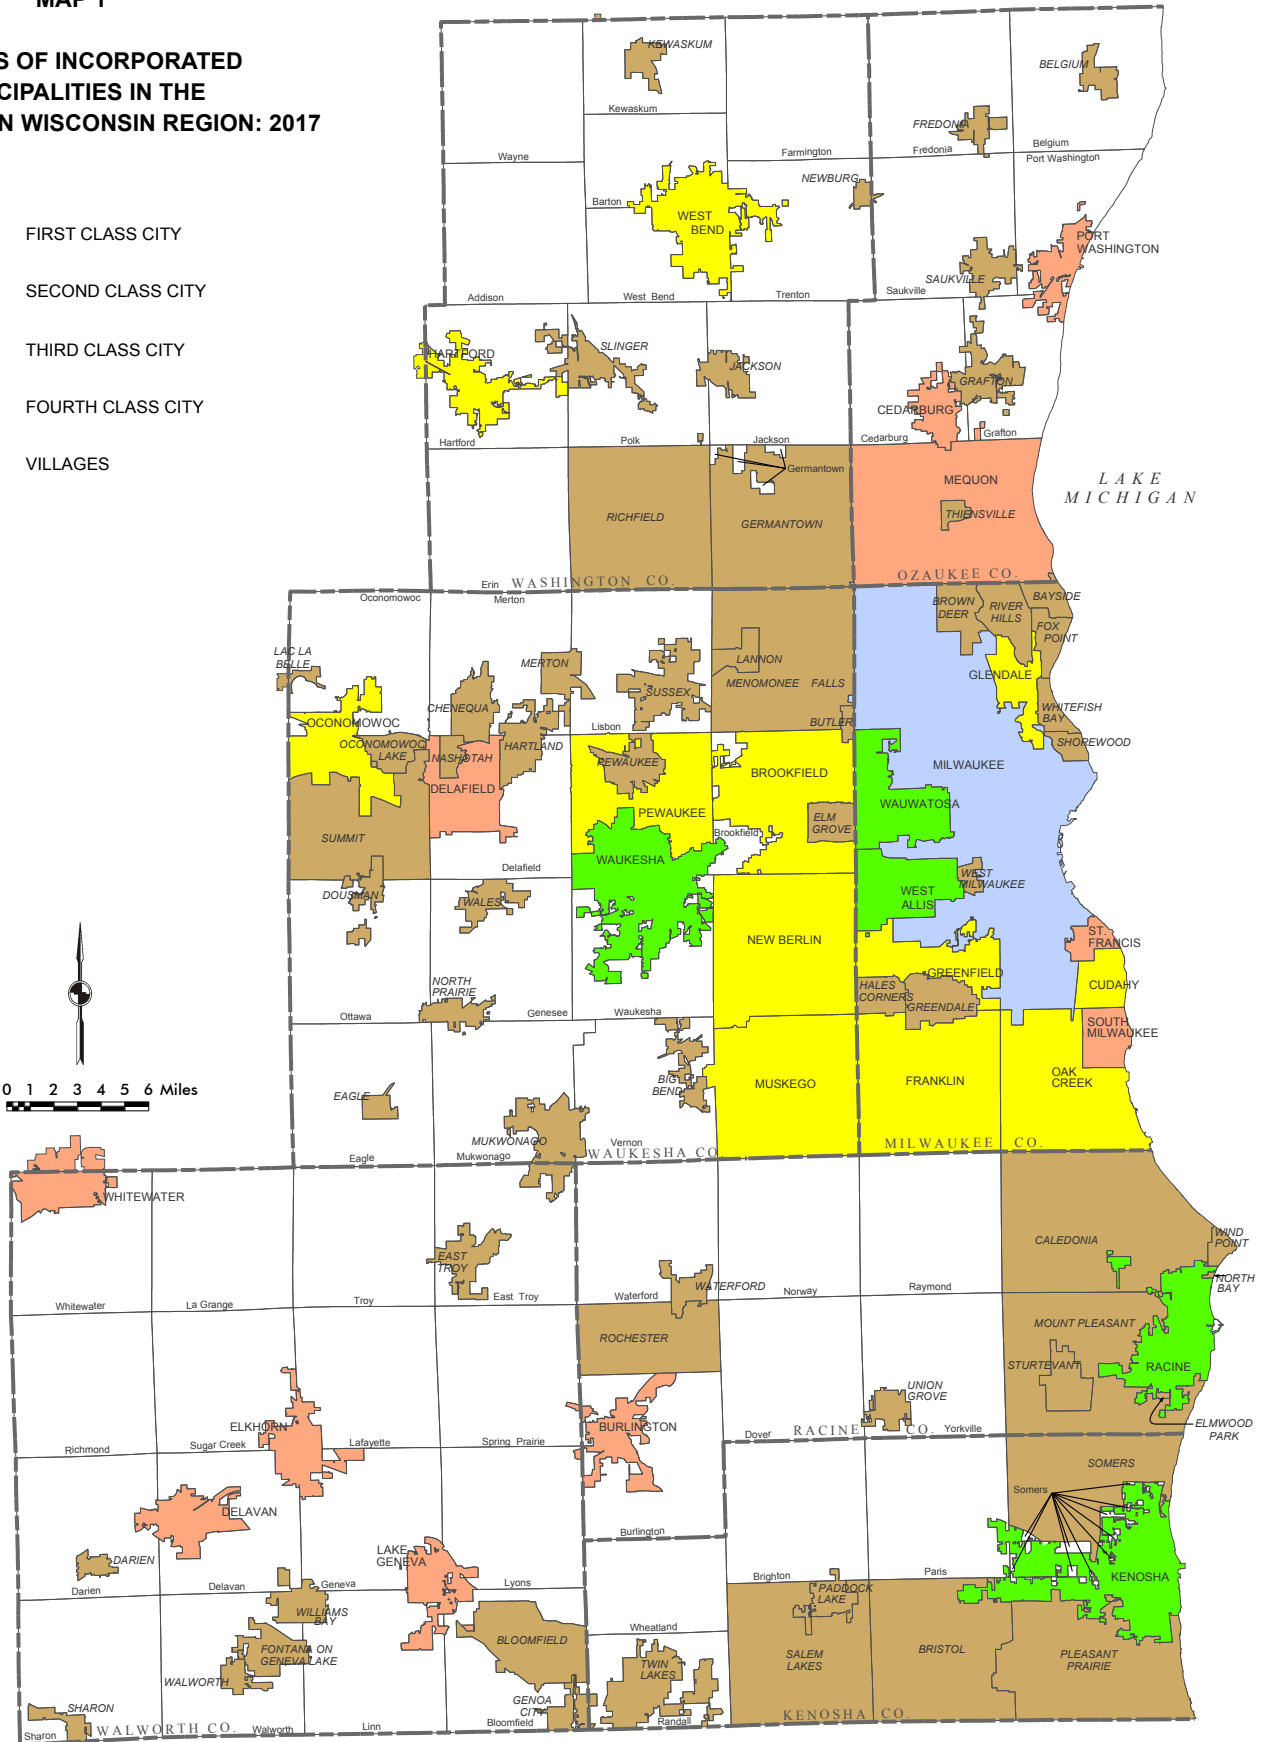 MAP 1
S OF INCORPORATED
CIPALITIES IN THE
N WISCONSIN REGION: 2017
FIRST CLASS CITY
SECOND CLASS CITY
THIRD CLASS CITY
FOURTH CLASS CITY
VILLAGES
KEWASKUM
BELGIUM
Kewaskum
FREDONIA
Wayne
Farmington
Fredonia
Belgium
Port Washington
NEWBURG
Barton
WEST
BEND
PORT
WASHINGTON
SAUKVILLE
Addison
West Bend
Trenton
Saukville
HARTFORD
SLINGER
JACKSON
GRAFTON
CEDARBURG
Hartford
Polk
Jackson
Cedarburg
Grafton
Germantown
MEQUON
LAKE
MICHIGAN
RICHFIELD
GERMANTOWN
THIENSVILLE
Erin
WASHINGTON CO.
OZAUKEE CO.
Oconomowoc
Merton
BROWN
DEER
RIVER
HILLS
BAYSIDE
FOX
POINT
LAC LA
BELLE
MERTON
LANNON
GLENDALE
MENOMONEE FALLS
SUSSEX
CHENEQUA
WHITEFISH
BAY
OCONOMOWOC
Lisbon
BUTLER
SHOREWOOD
OCONOMOWOC
LAKE
NASHOTAH
HARTLAND
PEWAUKEE
BROOKFIELD
MILWAUKEE
DELAFIELD
PEWAUKEE
WAUWATOSA
SUMMIT
Brookfield
ELM
GROVE
WAUKESHA
Delafield
DOUSMAN
WALES
WEST
ALLIS
WEST
MILWAUKEE
NEW BERLIN
ST.
FRANCIS
GREENFIELD
CUDAHY
NORTH
PRAIRIE
HALES
CORNERS
GREENDALE
Ottawa
Genesee
Waukesha
SOUTH
MILWAUKEE
0 1 2 3 4 5 6 Miles
EAGLE
BIG
BEND
MUSKEGO
FRANKLIN
OAK
CREEK
MUKWONAGO
Vernon
Eagle
Mukwonago
WAUKESHA CO
MILWAUKEE CO.
WHITEWATER
EAST
TROY
CALEDONIA
WIND
POINT
NORTH
BAY
WATERFORD
Whitewater
La Grange
Troy
East Troy
Waterford
Norway
Raymond
ROCHESTER
MOUNT PLEASANT
STURTEVANT
RACINE
UNION
GROVE
ELKHORN
BURLINGTON
ELMWOOD
PARK
Richmond
Sugar Creek
Lafayette
Spring Prairie
Dover
RACINE CO.
Yorkville
SOMERS
Somers
DELAVAN
Burlington
LAKE
GENEVA
DARIEN
Darien
Delavan
Geneva
Lyons
Brighton
Paris
KENOSHA
PADDOCK
LAKE
WILLIAMS
BAY
Wheatland
FONTANA ON
GENEVA LAKE
BLOOMFIELD
SALEM
LAKES
BRISTOL
PLEASANT
PRAIRIE
TWIN
LAKES
WALWORTH
GENOA
CITY
SHARON
Sharon
WALWORTH CO.
Walworth
Linn
Bloomfield
Randall
KENOSHA CO.